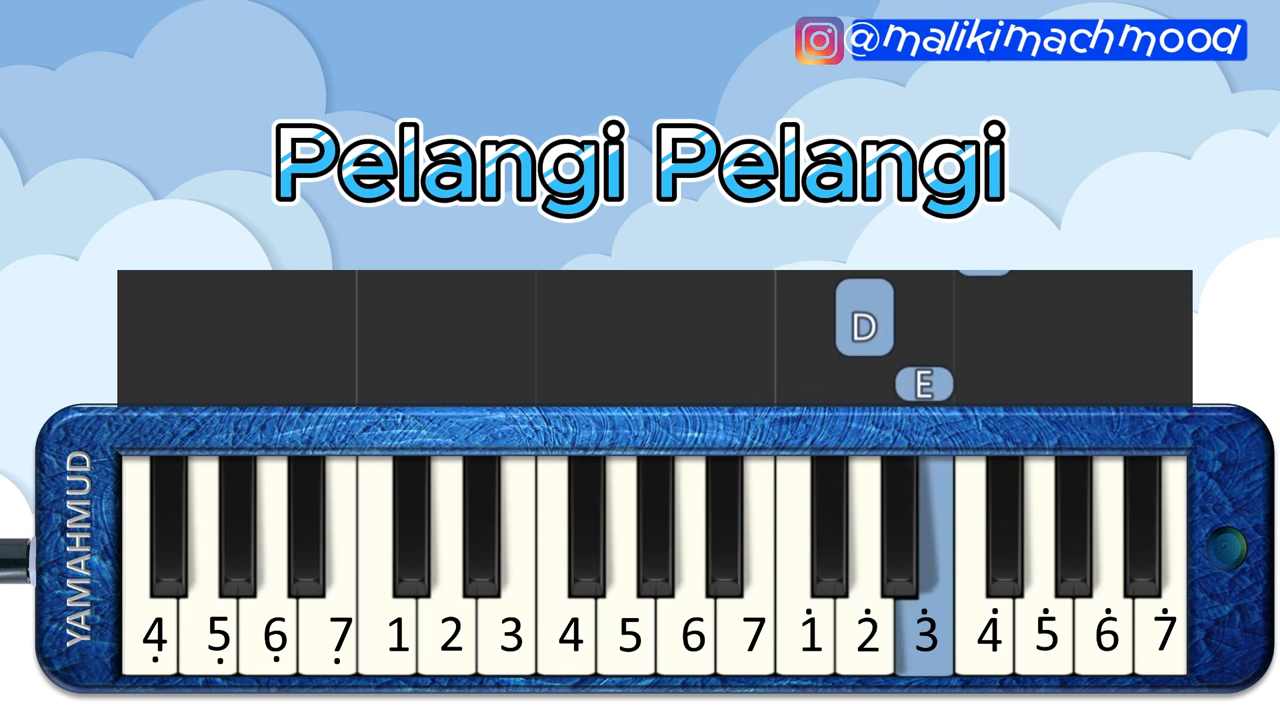 @malikimachmood
Pelangi Pelangi
D
E
YAMAHMUD
4̣ 5̣ 6̣ 7̣ 1 2 3 4 5 6 7 1̇ 2̇ 3̇ 4̇ 5̇ 6̇ 7̇